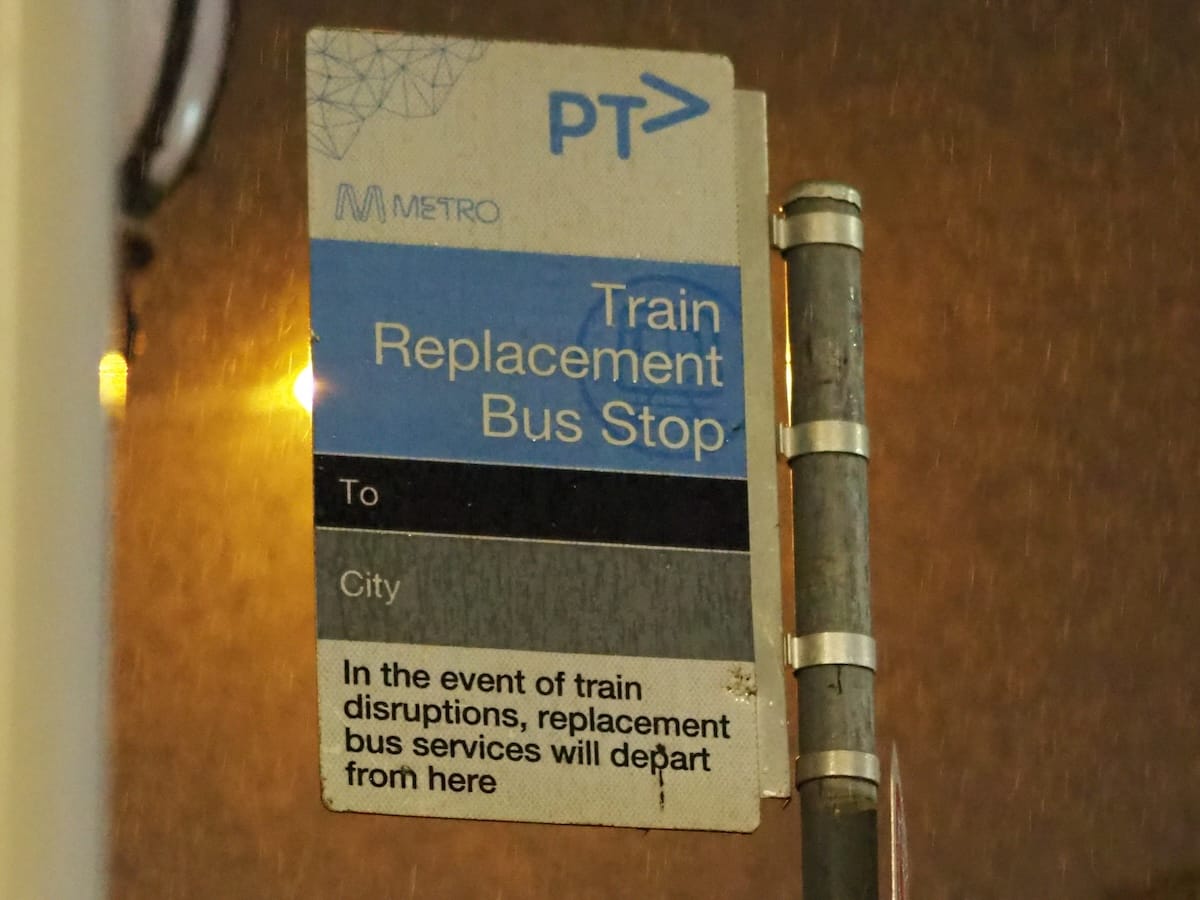 PT>
METRO
Train
Replacement
Bus Stop
To
City
In the event of train
disruptions, replacement
bus services will depart
from here